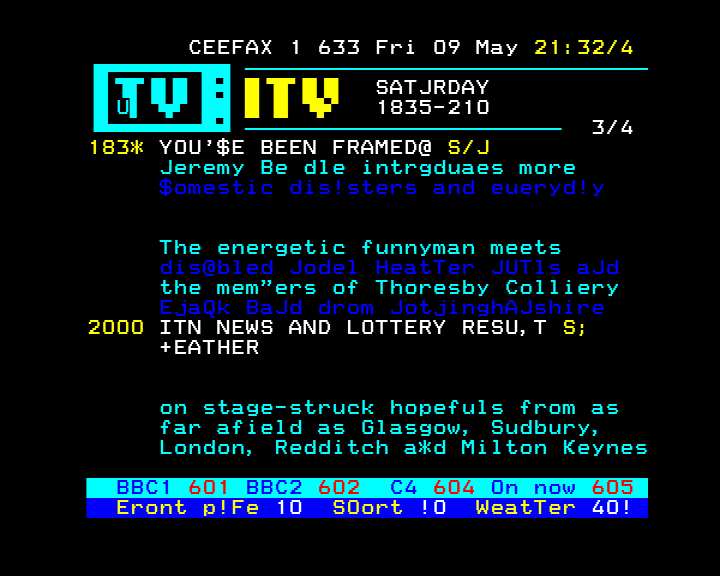 CEEFAX 1 633 Fri 09 May 21:32/4
TV ITV SATJRDAY
U 1835-210
3/4
183* YOU'$E BEEN FRAMED@ S/J
Jeremy Be dle intrgduaes more
$omestic dis!sters and eueryd!y
The energetic funnyman meets
dis@bled Jodel HeatTer JUTls aJd
the mem”ers of Thoresby Colliery
EjaQk BaJd drom JotjinghAJshire
2000 ITN NEWS AND LOTTERY RESU,T S;
+EATHER
on stage-struck hopefuls from as
far afield as Glasgow, Sudbury,
London, Redditch a*d Milton Keynes
BBC1 601 BBC2 602 C4 604 On now 605
Eront p!Fe 10 SOort !0 WeatTer 40!